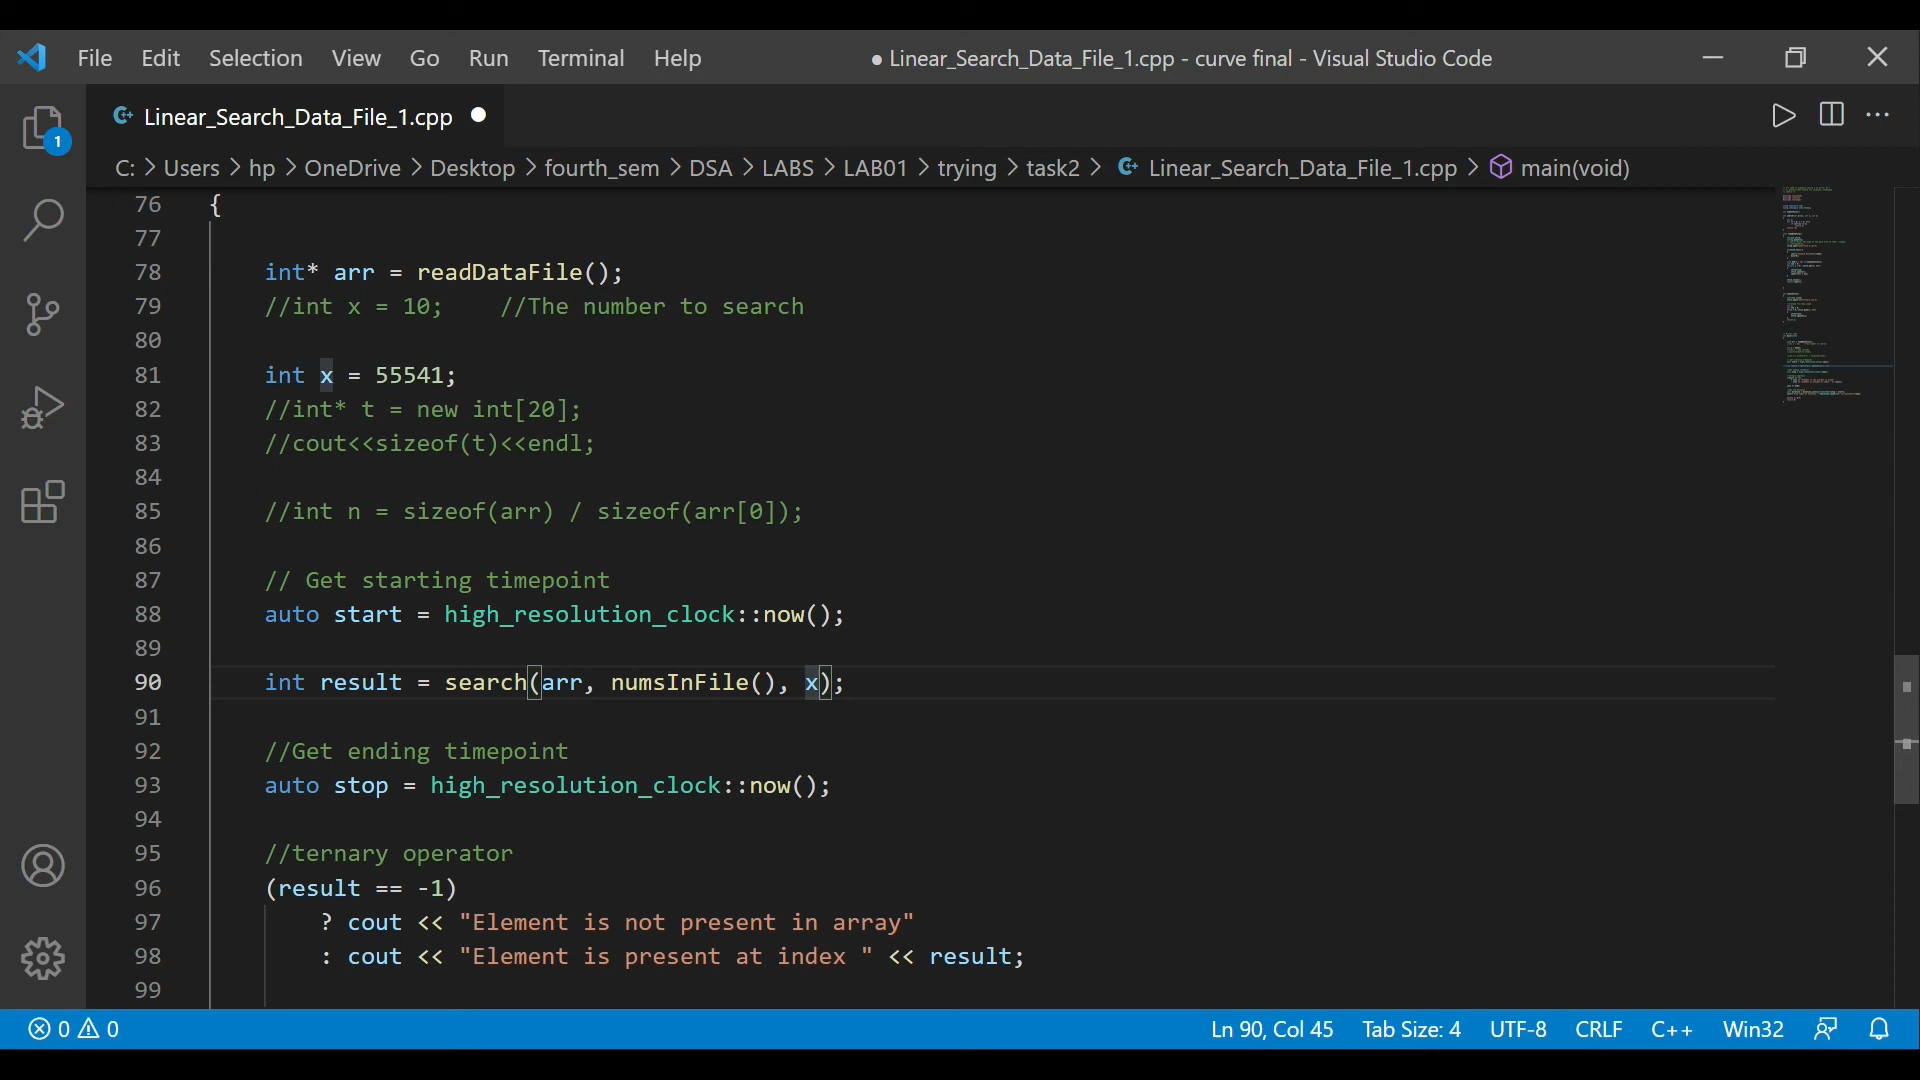 File Edit Selection View Go Run Terminal Help ● Linear_Search_Data_File_1.cpp - curve final - Visual Studio Code
Linear_Search_Data_File_1.cpp
C: > Users > hp > OneDrive > Desktop > fourth_sem > DSA > LABS > LAB01 > trying > task2 > Linear_Search_Data_File_1.cpp > main(void)
1
76 {
77
78 int* arr = readDataFile();
79 //int x = 10;    //The number to search
80
81 int x = 55541;
82 //int* t = new int[20];
83 //cout<<sizeof(t)<<endl;
84
85 //int n = sizeof(arr) / sizeof(arr[0]);
86
87 // Get starting timepoint
88 auto start = high_resolution_clock::now();
89
90 int result = search(arr, numsInFile(), x);
91
92 //Get ending timepoint
93 auto stop = high_resolution_clock::now();
94
95 //ternary operator
96 (result == -1)
97 ? cout << "Element is not present in array"
98 : cout << "Element is present at index " << result;
99
0 0 Ln 90, Col 45 Tab Size: 4 UTF-8 CRLF C++ Win32